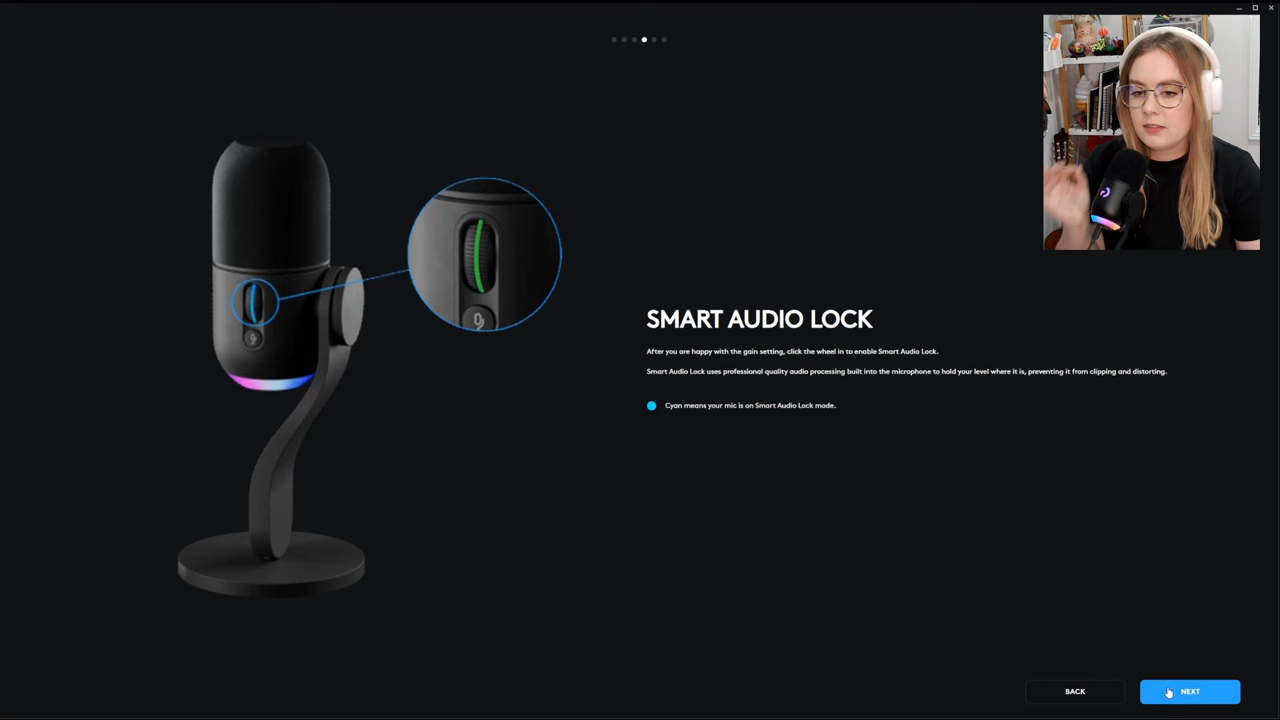 SMART AUDIO LOCK
After you are happy with the gain setting, click the wheel in to enable Smart Audio Lock.
Smart Audio Lock uses professional quality audio processing built into the microphone to hold your level where it is, preventing it from clipping and distorting.
Cyan means your mic is on Smart Audio Lock mode.
BACK
NEXT